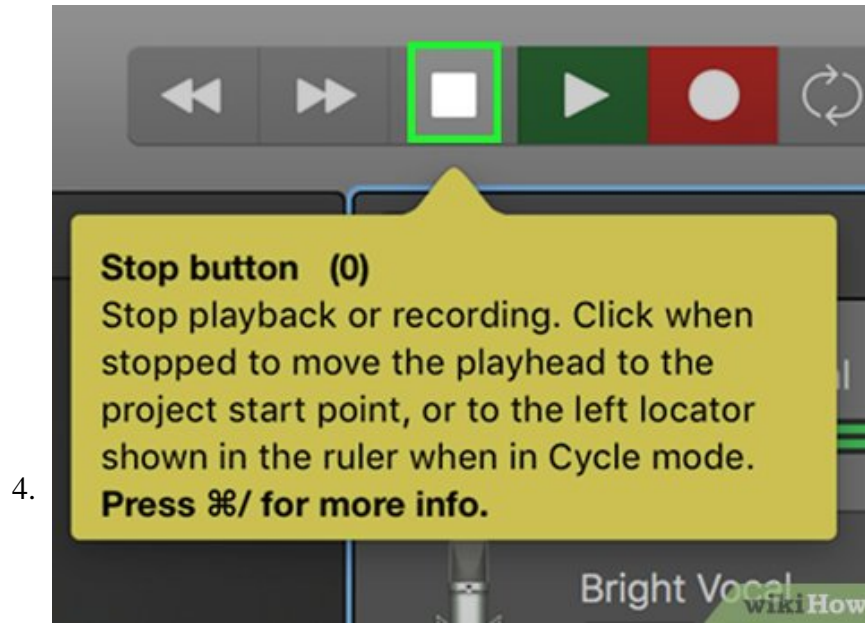 Stop button (0)
Stop playback or recording. Click when
stopped to move the playhead to the
project start point, or to the left locator
shown in the ruler when in Cycle mode.
4.
Press ⌘/ for more info.
Bright Vocal
wikiHow